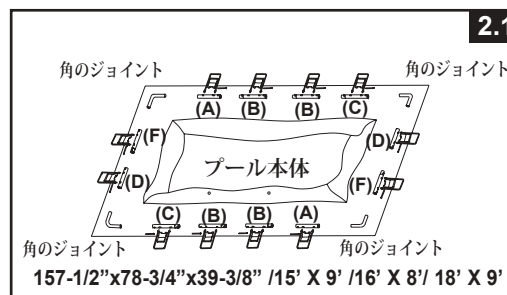 2.1
角のジョイント 角のジョイント
(A) (B) (B) (C)
(F) (D)
プール本体
(D) (F)
(C) (B) (B) (A)
角のジョイント 角のジョイント
157-1/2”x78-3/4”x39-3/8” /15’ X 9’ /16’ X 8’/ 18’ X 9’